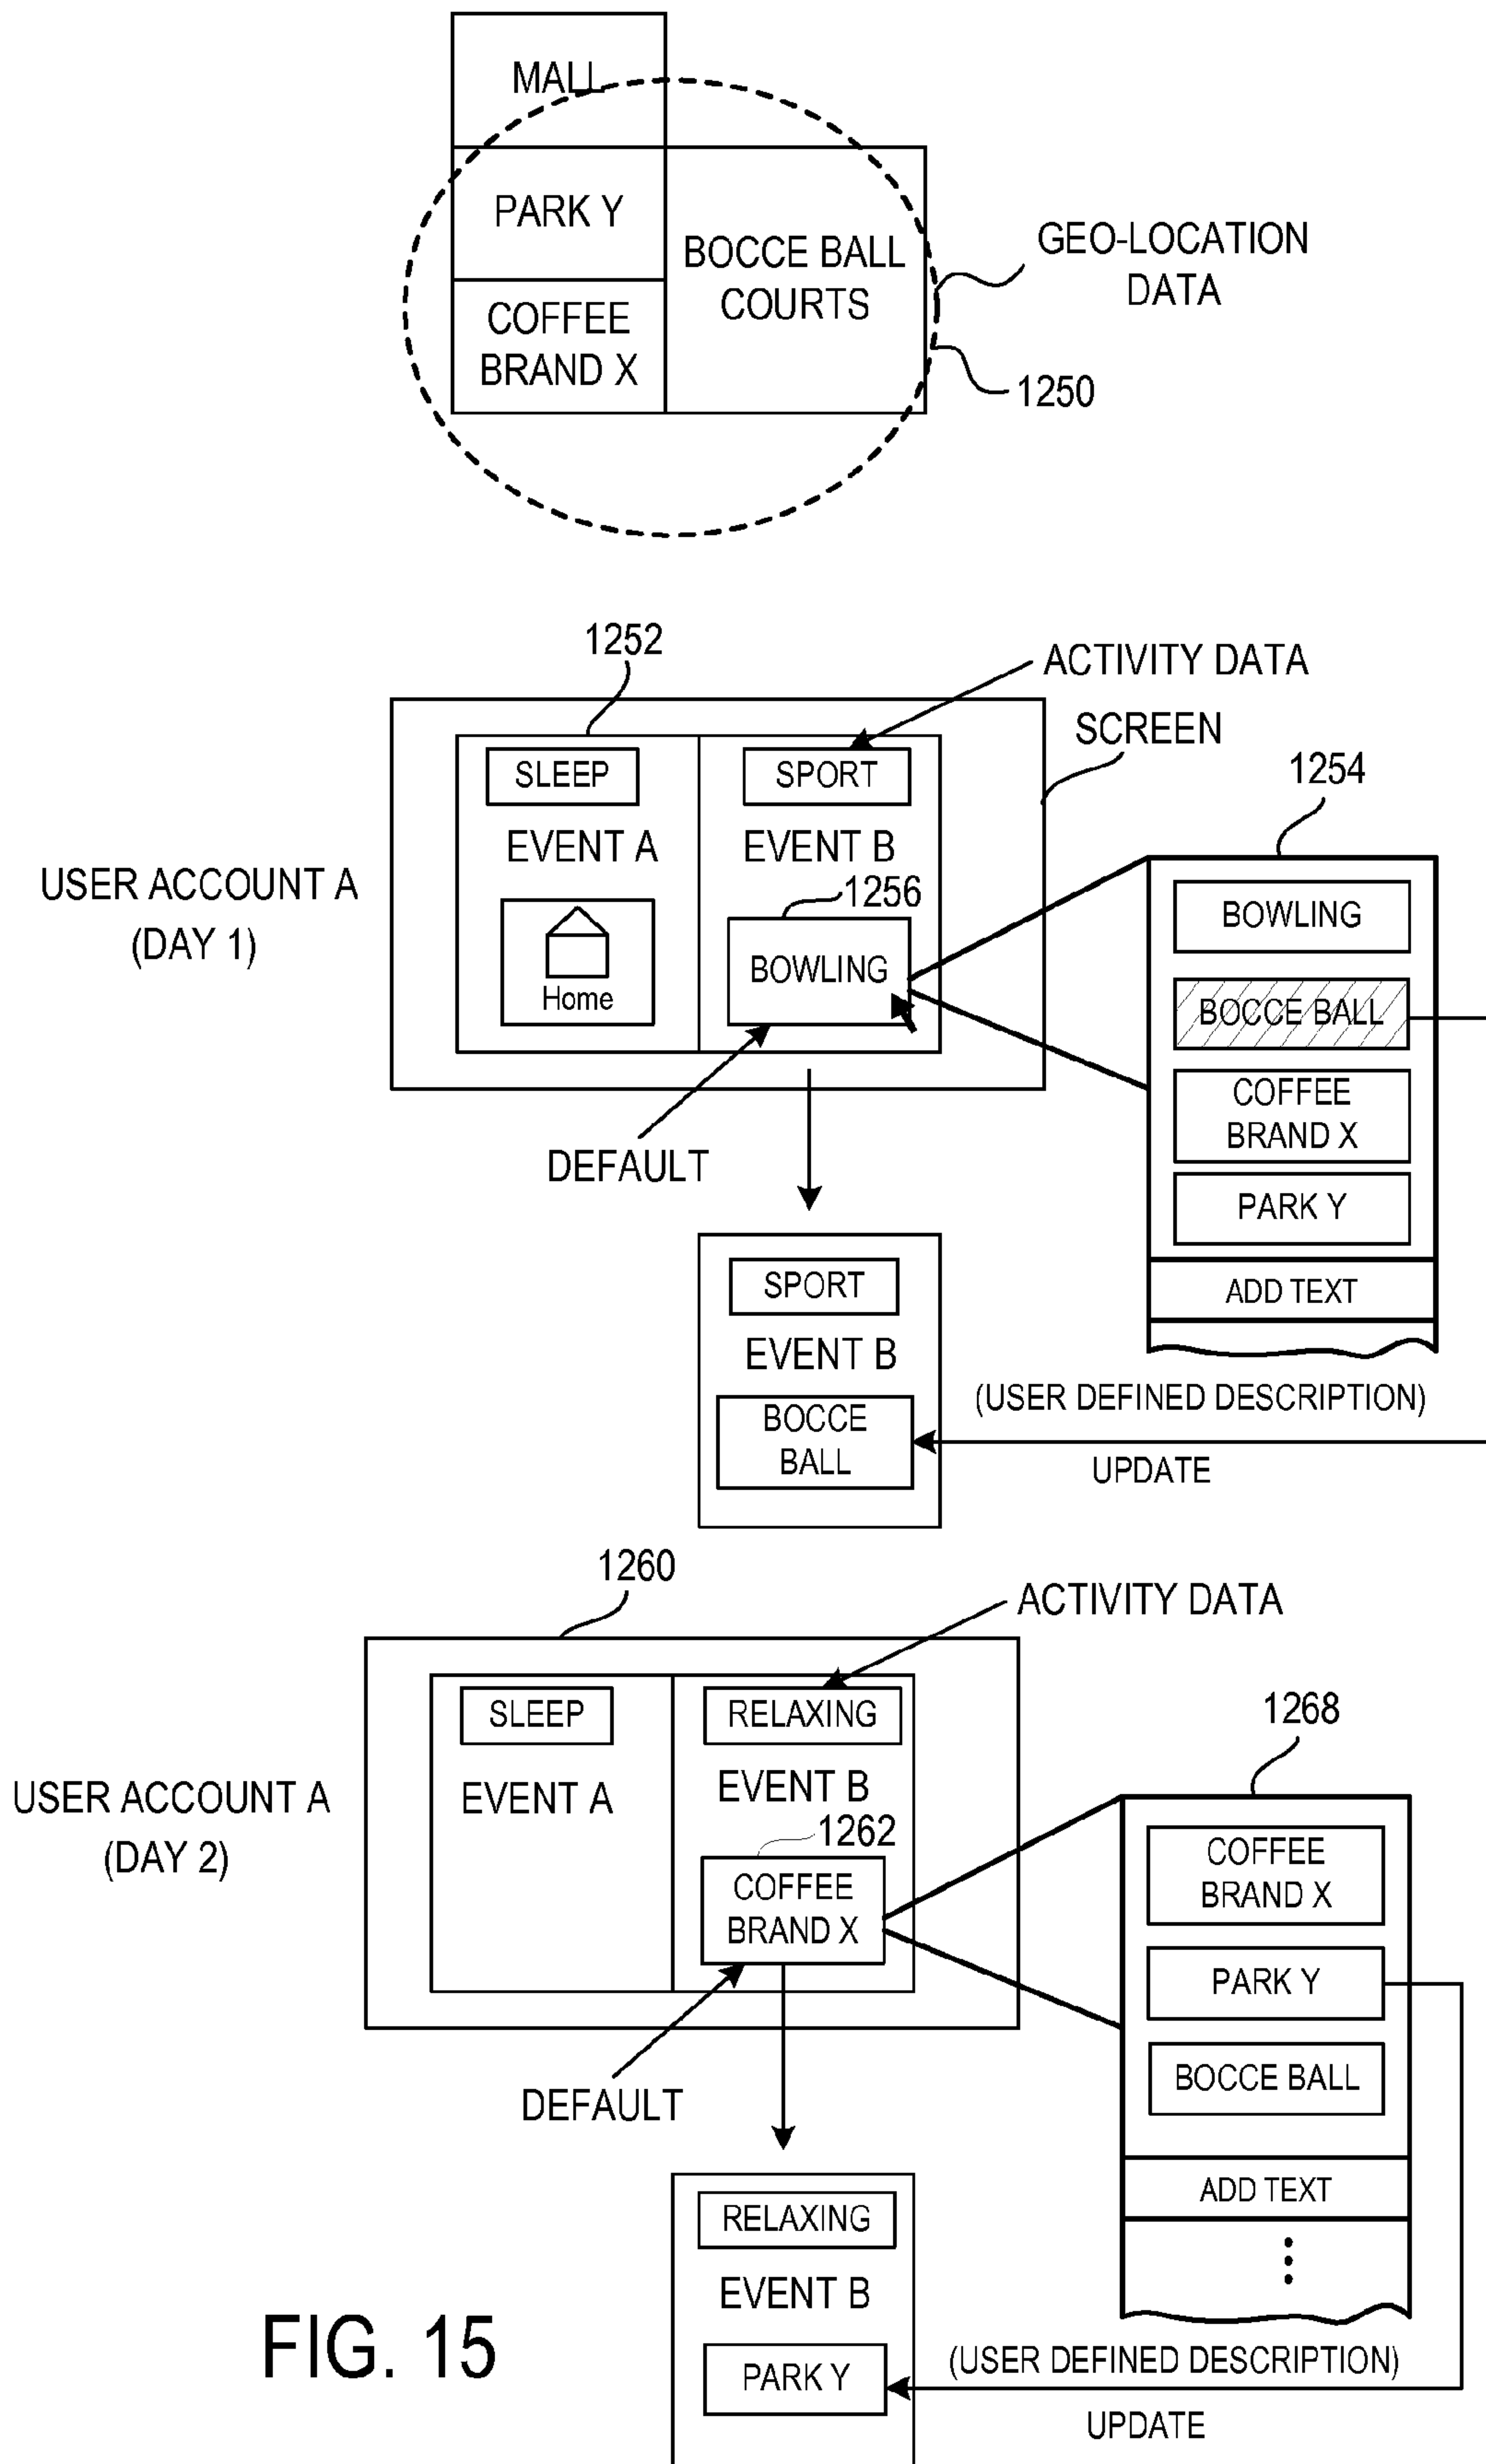 MALL
PARK Y
BOCCE BALL
COURTS
COFFEE
BRAND X
GEO-LOCATION
DATA
1250
1252
ACTIVITY DATA
SCREEN
SLEEP
SPORT
EVENT A
EVENT B
1254
USER ACCOUNT A
(DAY 1)
1256
Home
BOWLING
BOWLING
BOCCE BALL
COFFEE
BRAND X
PARK Y
ADD TEXT
DEFAULT
SPORT
EVENT B
BOCCE
BALL
(USER DEFINED DESCRIPTION)
UPDATE
1260
ACTIVITY DATA
SLEEP
RELAXING
EVENT A
EVENT B
1268
USER ACCOUNT A
(DAY 2)
1262
COFFEE
BRAND X
COFFEE
BRAND X
PARK Y
BOCCE BALL
ADD TEXT
DEFAULT
RELAXING
EVENT B
PARK Y
(USER DEFINED DESCRIPTION)
UPDATE
FIG. 15